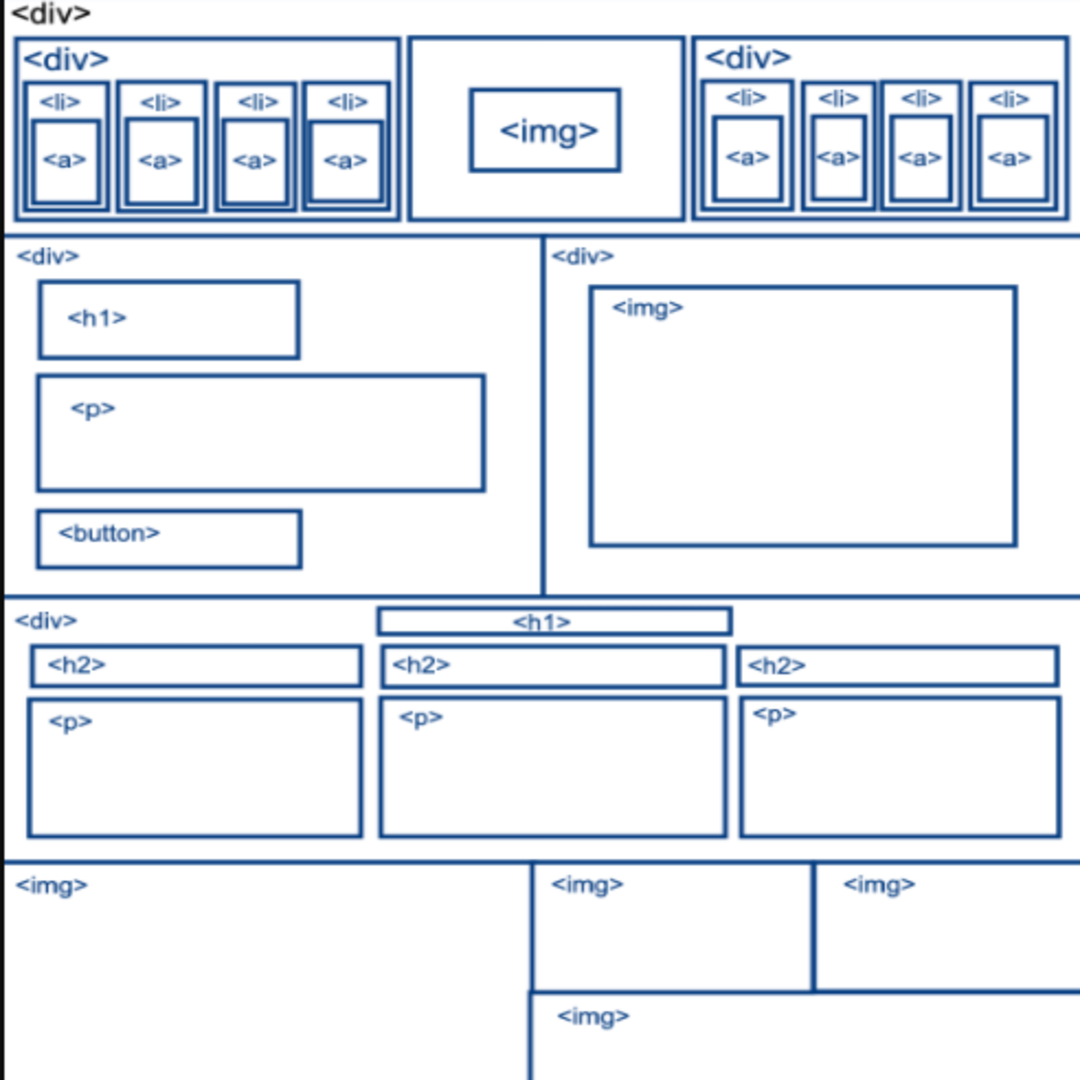 <div>
<div> <div>
<li> <li> <li> <li> <li> <li> <li> <li>
<img>
<a> <a> <a> <a> <a> <a> <a> <a>
<div> <div>
<h1> <img>
<p>
<button>
<div> <h1>
<h2> <h2> <h2>
<p> <p> <p>
<img> <img> <img>
<img>